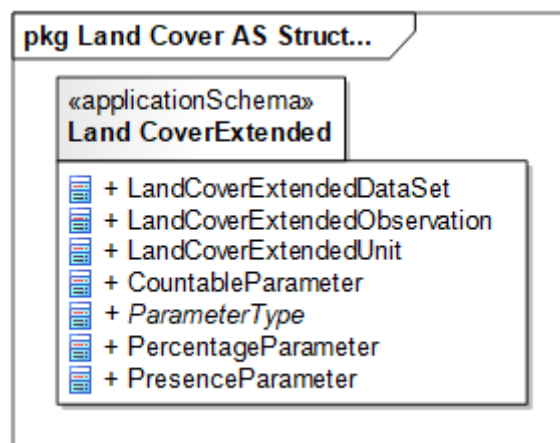 pkg Land Cover AS Struct...
«applicationSchema»
Land CoverExtended
+ LandCoverExtendedDataSet
+ LandCoverExtendedObservation
+ LandCoverExtendedUnit
+ CountableParameter
+ ParameterType
+ PercentageParameter
+ PresenceParameter